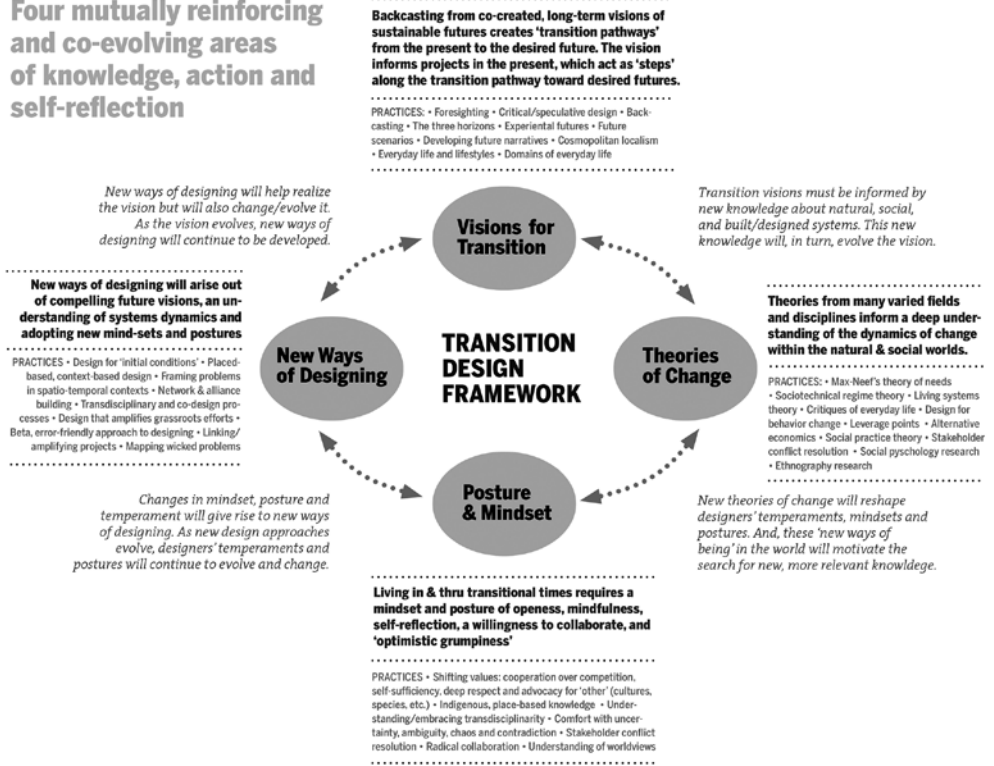 Four mutually reinforcing
and co-evolving areas
of knowledge, action and
self-reflection
Backcasting from co-created, long-term visions of
sustainable futures creates ‘transition pathways’
from the present to the desired future. The vision
informs projects in the present, which act as ‘steps’
along the transition pathway toward desired futures.
PRACTICES: • Foresighting • Critical/speculative design • Back-
casting • The three horizons • Experiential futures • Future
scenarios • Developing future narratives • Cosmopolitan localism
• Everyday life and lifestyles • Domains of everyday life
New ways of designing will help realize
the vision but will also change/evolve it.
As the vision evolves, new ways of
designing will continue to be developed.
Visions for
Transition
Transition visions must be informed by
new knowledge about natural, social,
and built/designed systems. This new
knowledge will, in turn, evolve the vision.
New ways of designing will arise out
of compelling future visions, an un-
derstanding of systems dynamics and
adopting new mind-sets and postures
PRACTICES • Design for ‘initial conditions’ • Placed-
based, context-based design • Framing problems
in spatio-temporal contexts • Network & alliance
building • Transdisciplinary and co-design pro-
cesses • Design that amplifies grassroots efforts •
Beta, error-friendly approach to designing • Linking/
amplifying projects • Mapping wicked problems
New Ways
of Designing
TRANSITION
DESIGN
FRAMEWORK
Theories
of Change
Theories from many varied fields
and disciplines inform a deep under-
standing of the dynamics of change
within the natural & social worlds.
PRACTICES: • Max-Neef’s theory of needs
• Sociotechnical regime theory • Living systems
theory • Critiques of everyday life • Design for
behavior change • Leverage points • Alternative
economics • Social practice theory • Stakeholder
conflict resolution • Social pyschology research
• Ethnography research
Changes in mindset, posture and
temperament will give rise to new ways
of designing. As new design approaches
evolve, designers’ temperaments and
postures will continue to evolve and change.
Posture
& Mindset
New theories of change will reshape
designers’ temperaments, mindsets and
postures. And, these ‘new ways of
being’ in the world will motivate the
search for new, more relevant knowldege.
Living in & thru transitional times requires a
mindset and posture of openess, mindfulness,
self-reflection, a willingness to collaborate, and
‘optimistic grumpiness’
PRACTICES • Shifting values: cooperation over competition,
self-sufficiency, deep respect and advocacy for ‘other’ (cultures,
species, etc.) • Indigenous, place-based knowledge • Under-
standing/embracing transdisciplinarity • Comfort with uncer-
tainty, ambiguity, chaos and contradiction • Stakeholder conflict
resolution • Radical collaboration • Understanding of worldviews